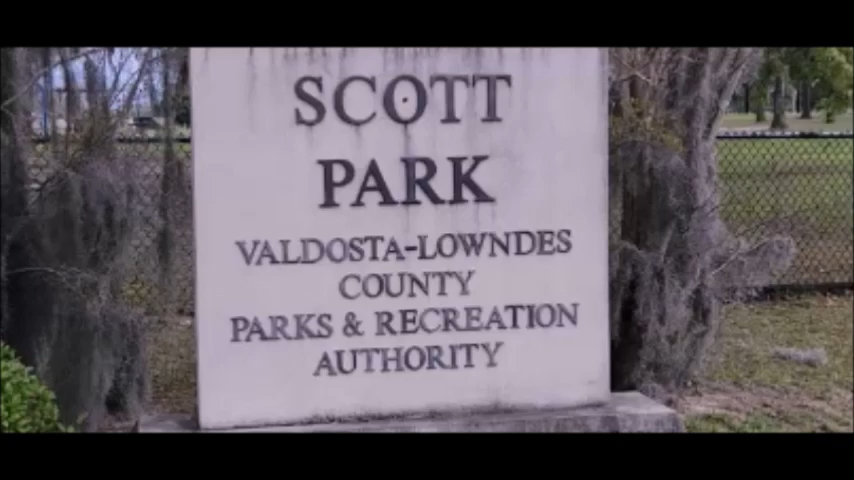 SCOTT
PARK
VALDOSTA-LOWNDES
COUNTY
PARKS & RECREATION
AUTHORITY